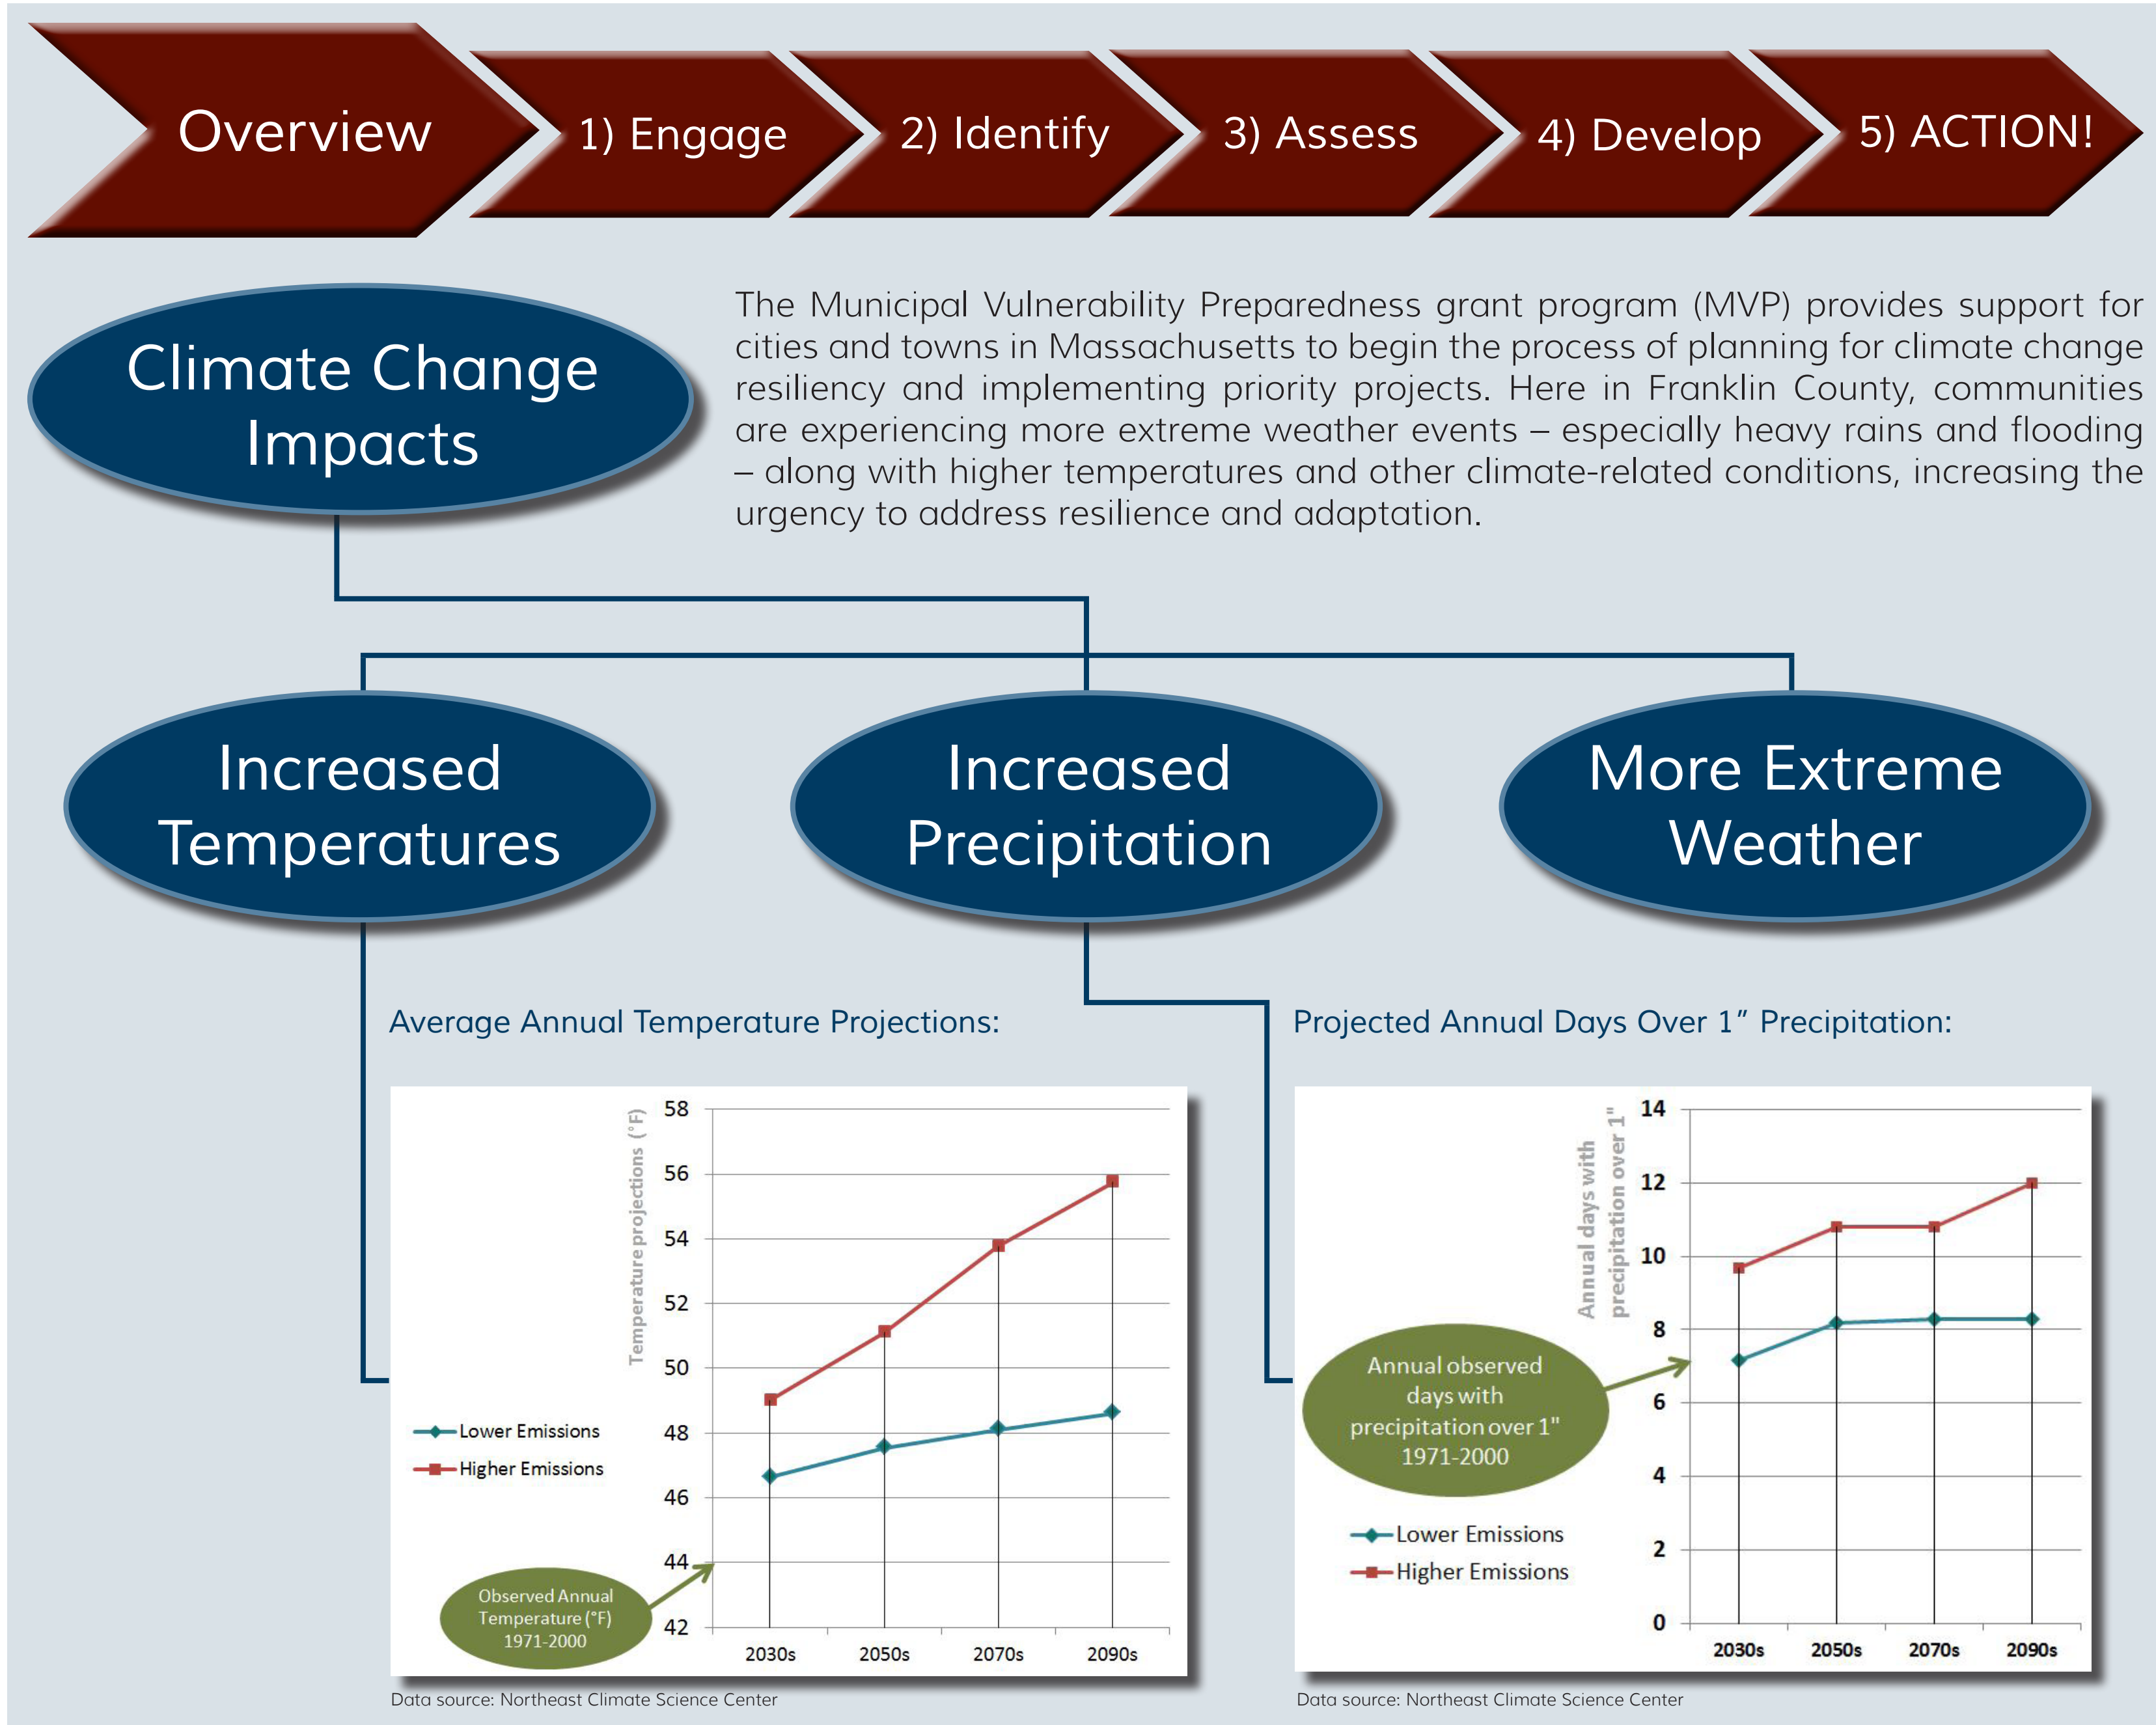 Overview
1) Engage
2) Identify
3) Assess
4) Develop
5) ACTION!
Climate Change
Impacts
The Municipal Vulnerability Preparedness grant program (MVP) provides support for
cities and towns in Massachusetts to begin the process of planning for climate change
resiliency and implementing priority projects. Here in Franklin County, communities
are experiencing more extreme weather events – especially heavy rains and flooding
– along with higher temperatures and other climate-related conditions, increasing the
urgency to address resilience and adaptation.
Increased
Temperatures
Increased
Precipitation
More Extreme
Weather
Average Annual Temperature Projections:
Temperature projections (°F)
58
56
54
52
50
48
46
44
42
Lower Emissions
Higher Emissions
Observed Annual
Temperature (°F)
1971-2000
2030s
2050s
2070s
2090s
Data source: Northeast Climate Science Center
Projected Annual Days Over 1” Precipitation:
Annual days with
precipitation over 1"
14
12
10
8
6
4
2
0
Annual observed
days with
precipitation over 1"
1971-2000
Lower Emissions
Higher Emissions
2030s
2050s
2070s
2090s
Data source: Northeast Climate Science Center